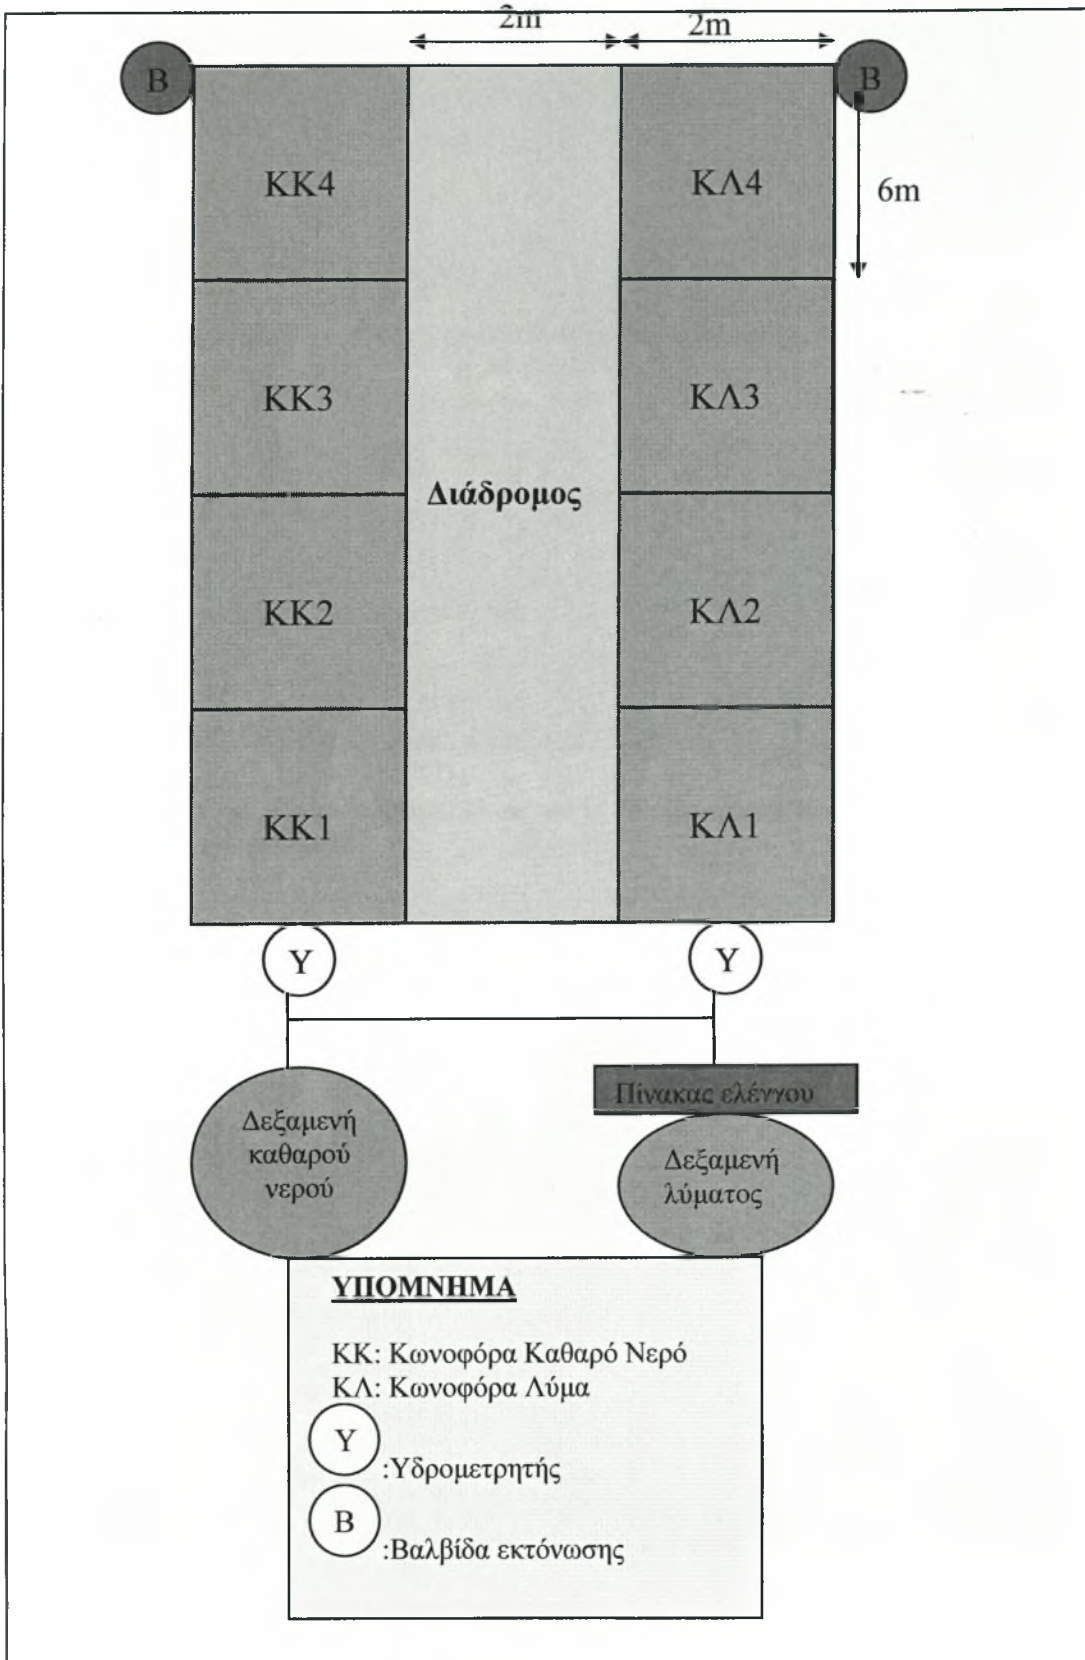 2m 2m
B B
ΚΚ4 ΚΛ4
6m
ΚΚ3 ΚΛ3
Διάδρομος
ΚΚ2 ΚΛ2
ΚΚ1 ΚΛ1
Υ Υ
Πίνακας ελέγχου
Δεξαμενή
καθαρού
νερού
Δεξαμενή
λύματος
ΥΠΟΜΝΗΜΑ
ΚΚ: Κωνοφόρα Καθαρό Νερό
ΚΛ: Κωνοφόρα Λύμα
Υ :Υδρομετρητής
Β :Βαλβίδα εκτόνωσης